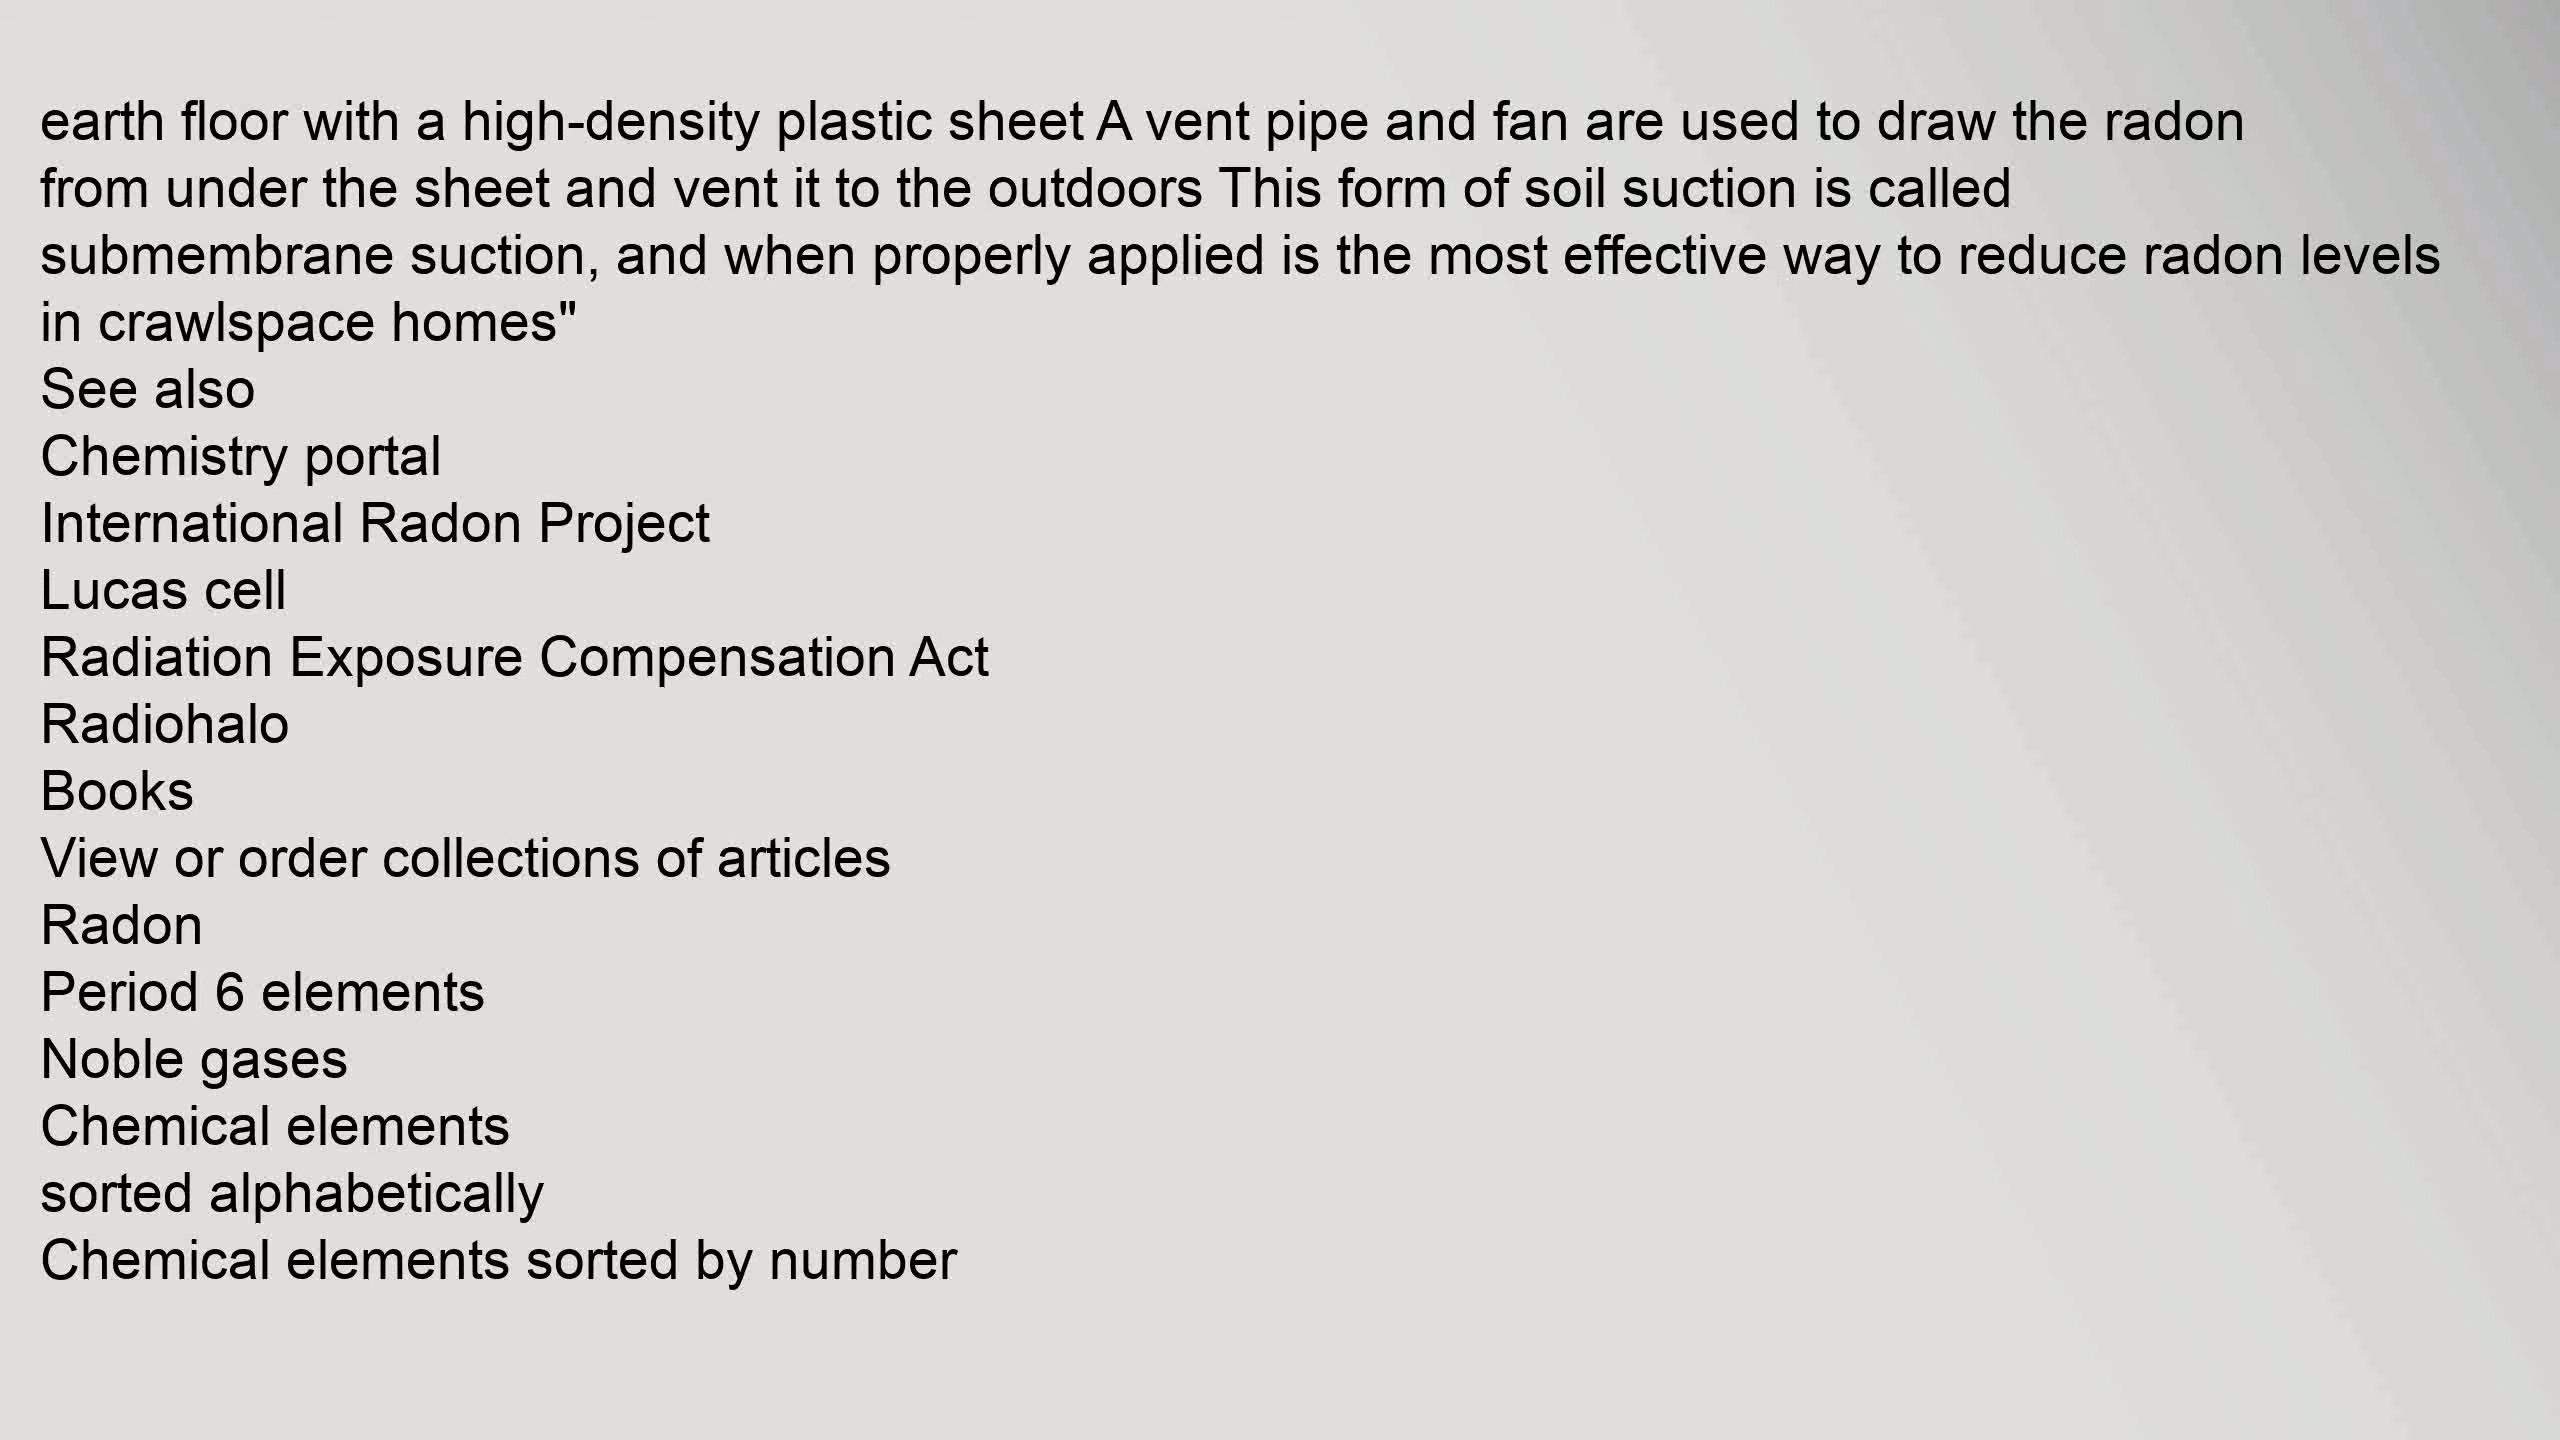 earth floor with a high-density plastic sheet A vent pipe and fan are used to draw the radon
from under the sheet and vent it to the outdoors This form of soil suction is called
submembrane suction, and when properly applied is the most effective way to reduce radon levels
in crawlspace homes"
See also
Chemistry portal
International Radon Project
Lucas cell
Radiation Exposure Compensation Act
Radiohalo
Books
View or order collections of articles
Radon
Period 6 elements
Noble gases
Chemical elements
sorted alphabetically
Chemical elements sorted by number